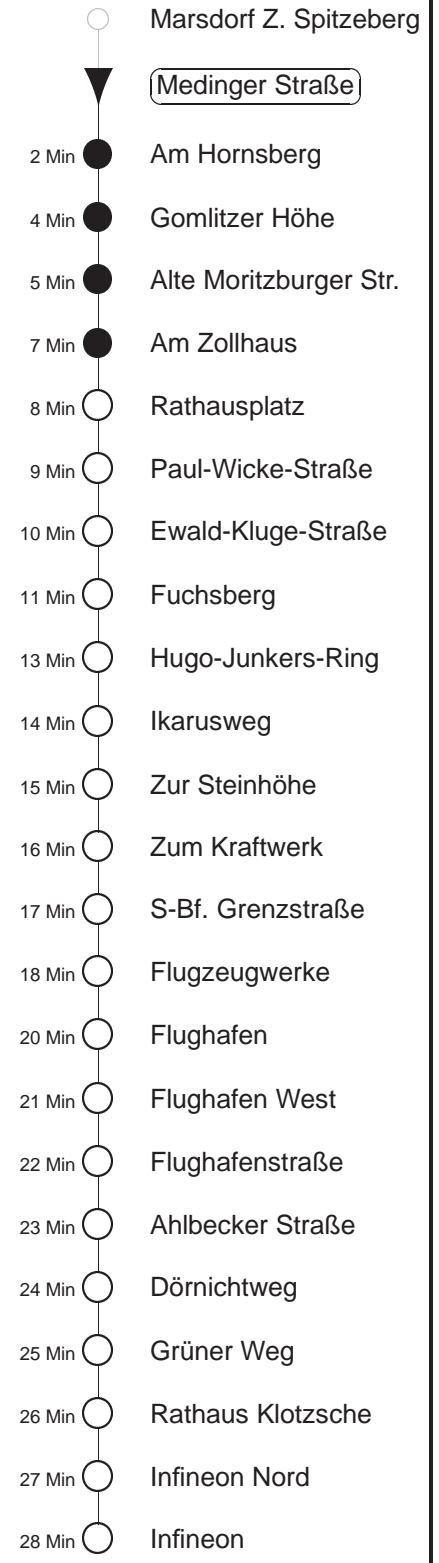 Marsdorf Z. Spitzeberg
Medinger Straße
2 Min Am Hornsberg
4 Min Gomlitzer Höhe
5 Min Alte Moritzburger Str.
7 Min Am Zollhaus
8 Min Rathausplatz
9 Min Paul-Wicke-Straße
10 Min Ewald-Kluge-Straße
11 Min Fuchsberg
13 Min Hugo-Junkers-Ring
14 Min Ikarusweg
15 Min Zur Steinhöhe
16 Min Zum Kraftwerk
17 Min S-Bf. Grenzstraße
18 Min Flugzeugwerke
20 Min Flughafen
21 Min Flughafen West
22 Min Flughafenstraße
23 Min Ahlbecker Straße
24 Min Dörnichtweg
25 Min Grüner Weg
26 Min Rathaus Klotzsche
27 Min Infineon Nord
28 Min Infineon